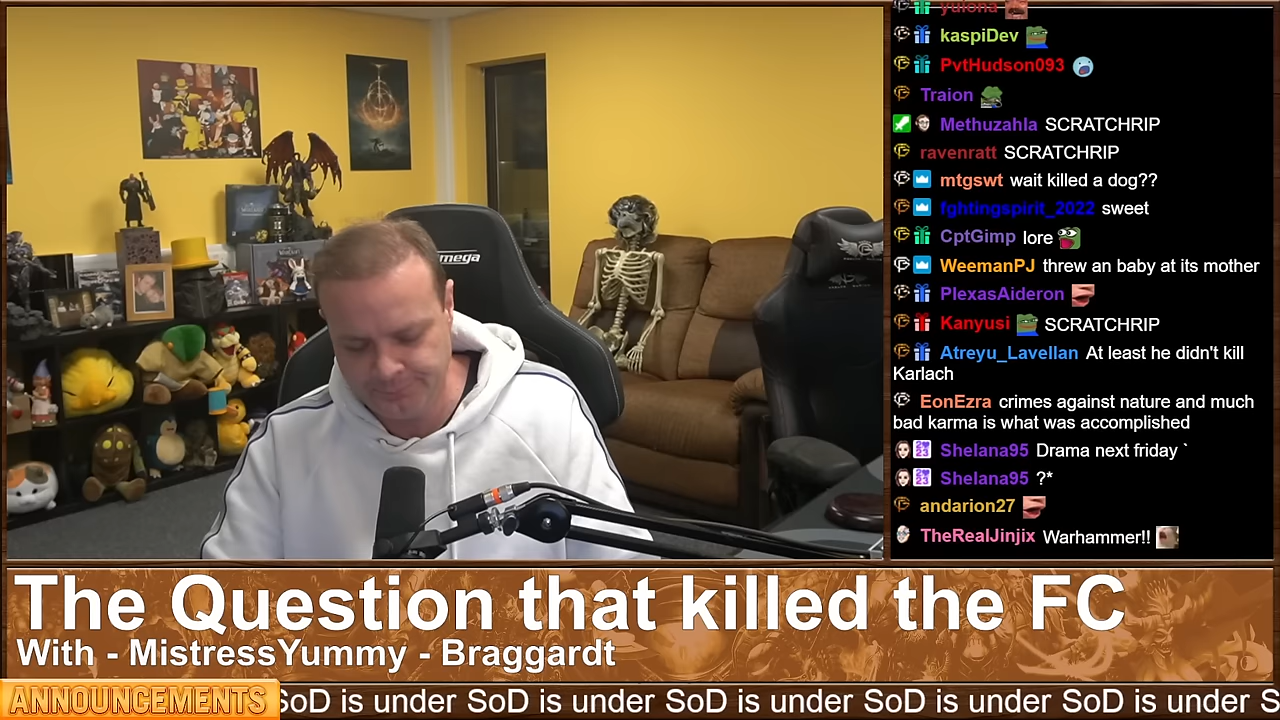 mega
yulona
kaspiDev
PvtHudson093
Traion
Methuzahla SCRATCHRIP
ravenratt SCRATCHRIP
mtgswt wait killed a dog??
fghtingspirit_2022 sweet
CptGimp lore
WeemanPJ threw an baby at its mother
PlexasAideron
Kanyusi SCRATCHRIP
Atreyu_Lavellan At least he didn't kill
Karlach
EonEzra crimes against nature and much
bad karma is what was accomplished
Shelana95 Drama next friday `
Shelana95 ?*
andarion27
TheRealJinjix Warhammer!!
The Question that killed the FC
With - MistressYummy - Braggardt
ANNOUNCEMENTS SoD is under SoD is under SoD is under SoD is under SoD is under S